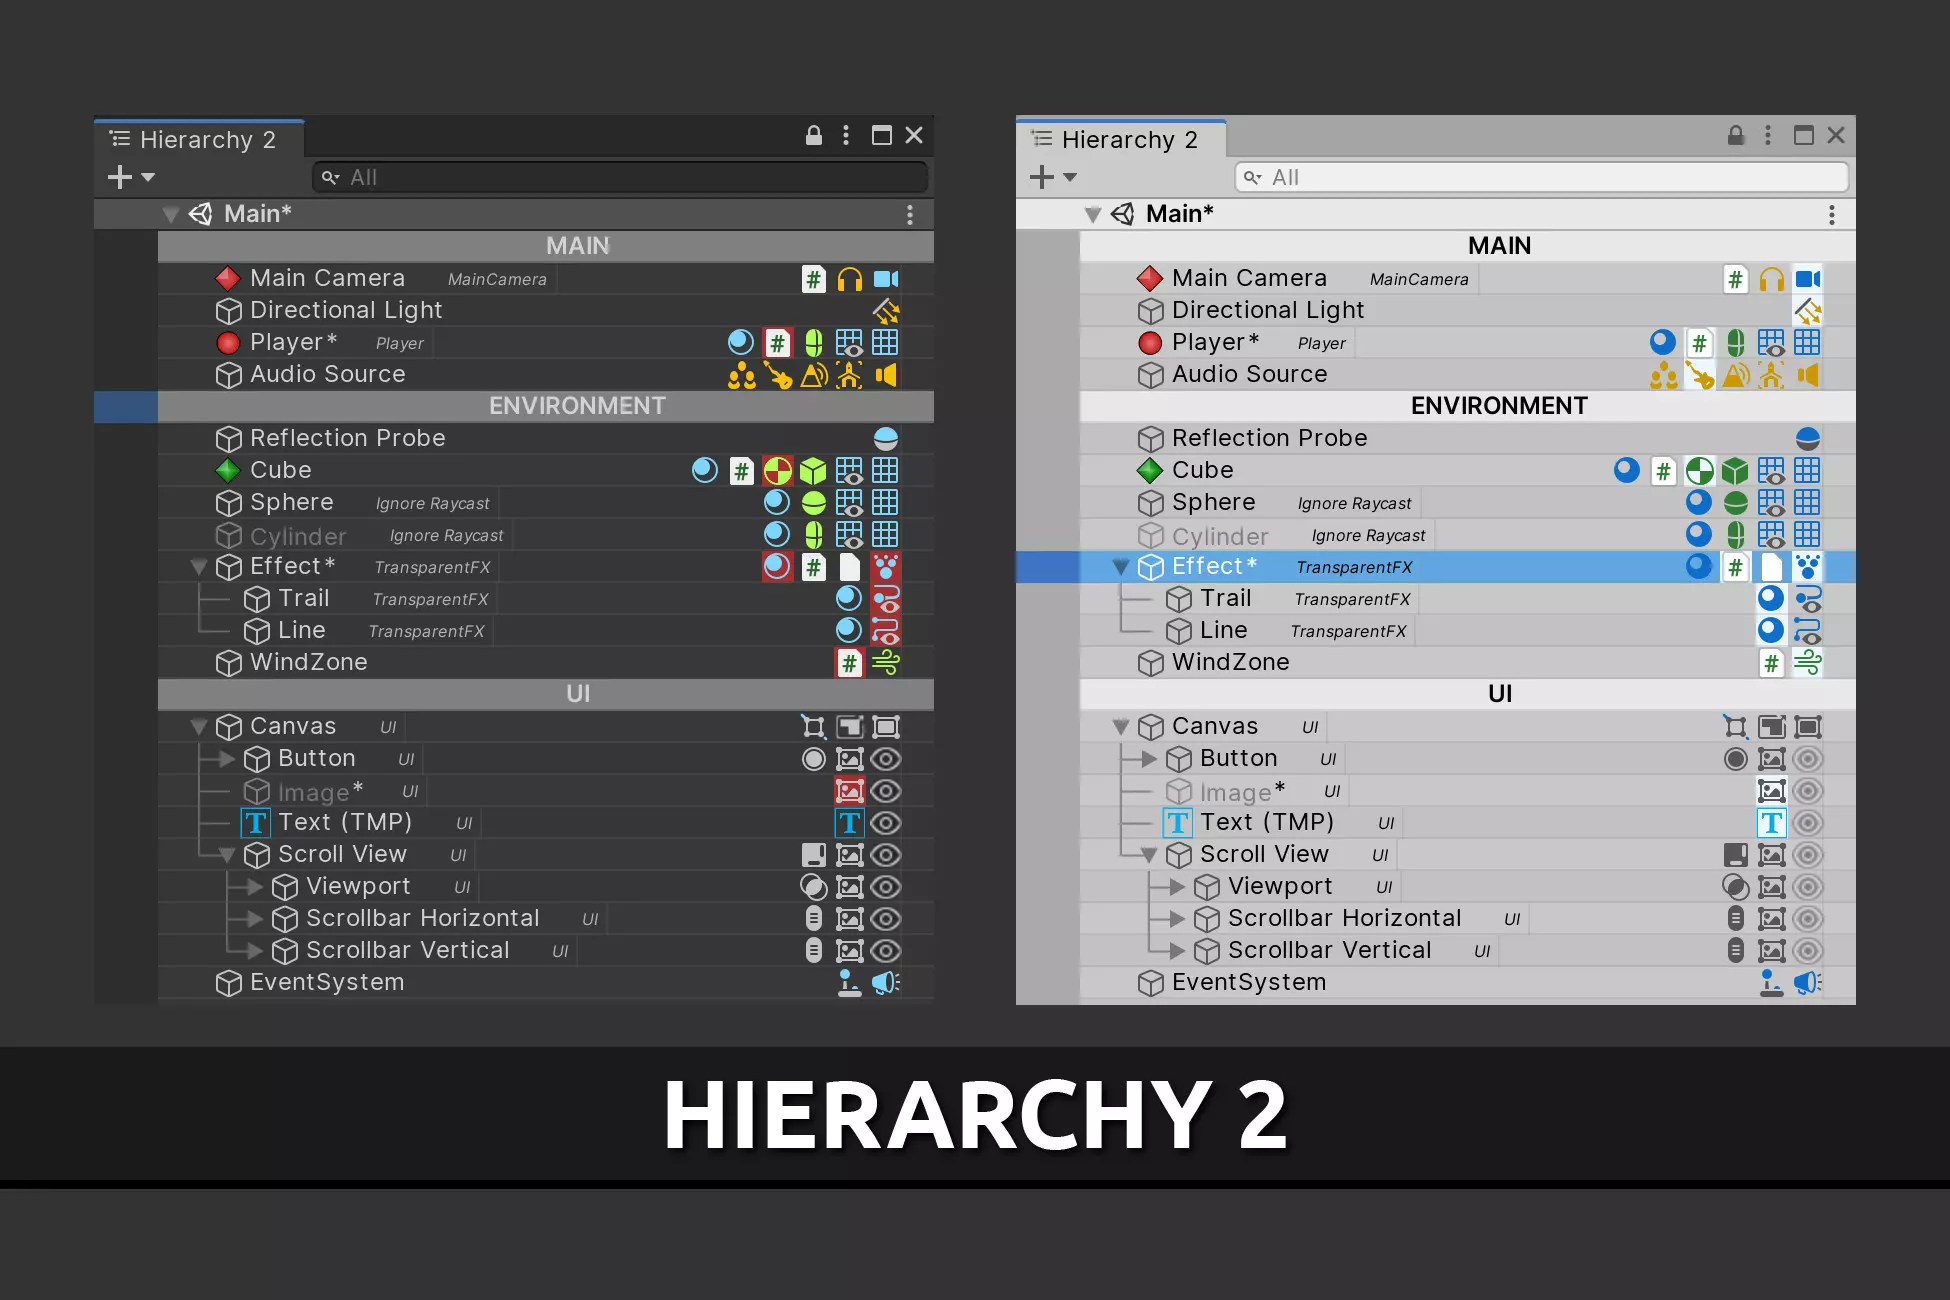 Hierarchy 2
All
Main*
MAIN
Main Camera MainCamera #
Directional Light
Player* Player #
Audio Source
ENVIRONMENT
Reflection Probe
Cube #
Sphere Ignore Raycast
Cylinder Ignore Raycast
Effect* TransparentFX #
Trail TransparentFX
Line TransparentFX
WindZone #
UI
Canvas UI
Button UI
Image* UI
T Text (TMP) UI T
Scroll View UI
Viewport UI
Scrollbar Horizontal UI
Scrollbar Vertical UI
EventSystem
Hierarchy 2
All
Main*
MAIN
Main Camera MainCamera #
Directional Light
Player* Player #
Audio Source
ENVIRONMENT
Reflection Probe
Cube #
Sphere Ignore Raycast
Cylinder Ignore Raycast
Effect* TransparentFX #
Trail TransparentFX
Line TransparentFX
WindZone #
UI
Canvas UI
Button UI
Image* UI
T Text (TMP) UI T
Scroll View UI
Viewport UI
Scrollbar Horizontal UI
Scrollbar Vertical UI
EventSystem
HIERARCHY 2